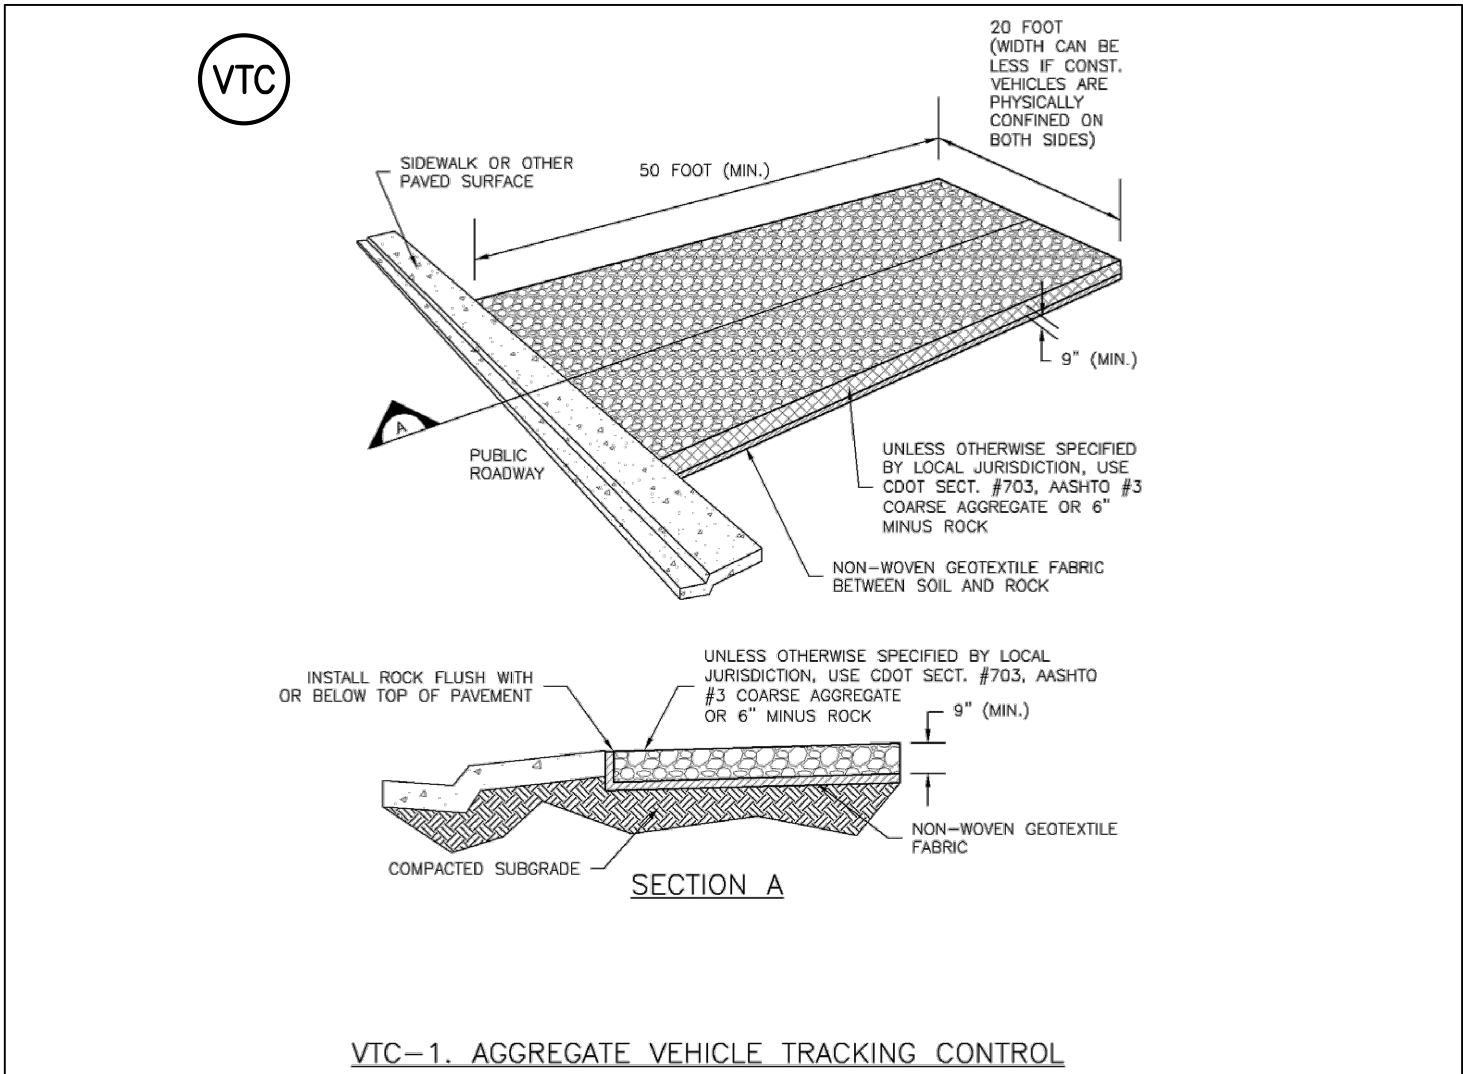 VTC
20 FOOT
(WIDTH CAN BE
LESS IF CONST.
VEHICLES ARE
PHYSICALLY
CONFINED ON
BOTH SIDES)
SIDEWALK OR OTHER
PAVED SURFACE
50 FOOT (MIN.)
9" (MIN.)
A
PUBLIC
ROADWAY
UNLESS OTHERWISE SPECIFIED
BY LOCAL JURISDICTION, USE
CDOT SECT. #703, AASHTO #3
COARSE AGGREGATE OR 6"
MINUS ROCK
NON-WOVEN GEOTEXTILE FABRIC
BETWEEN SOIL AND ROCK
INSTALL ROCK FLUSH WITH
OR BELOW TOP OF PAVEMENT
UNLESS OTHERWISE SPECIFIED BY LOCAL
JURISDICTION, USE CDOT SECT. #703, AASHTO
#3 COARSE AGGREGATE
OR 6" MINUS ROCK
9" (MIN.)
NON-WOVEN GEOTEXTILE
FABRIC
COMPACTED SUBGRADE
SECTION A
VTC-1. AGGREGATE VEHICLE TRACKING CONTROL